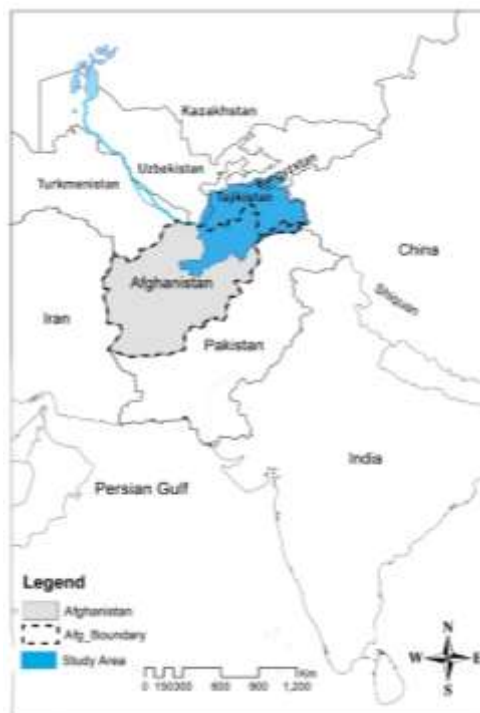 Kazakhstan
Uzbekistan
Kyrgyzstan
Turkmenistan
Tajikistan
China
Afghanistan
Shiquan
Iran
Pakistan
India
Persian Gulf
Legend
Afghanistan
Afg_Boundary
Study Area
Km
0 150300 600 900 1,200
N
W E
S